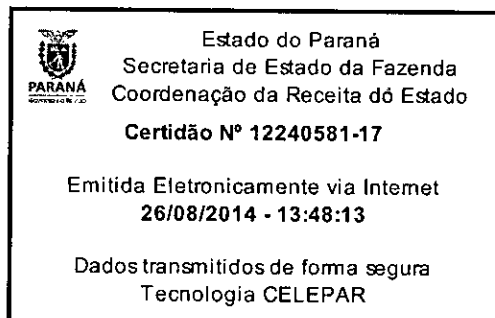 Estado do Paraná
Secretaria de Estado da Fazenda
PARANÁ
Coordenação da Receita dó Estado
Certidão Nº 12240581-17
Emitida Eletronicamente via Internet
26/08/2014 - 13:48:13
Dados transmitidos de forma segura
Tecnologia CELEPAR